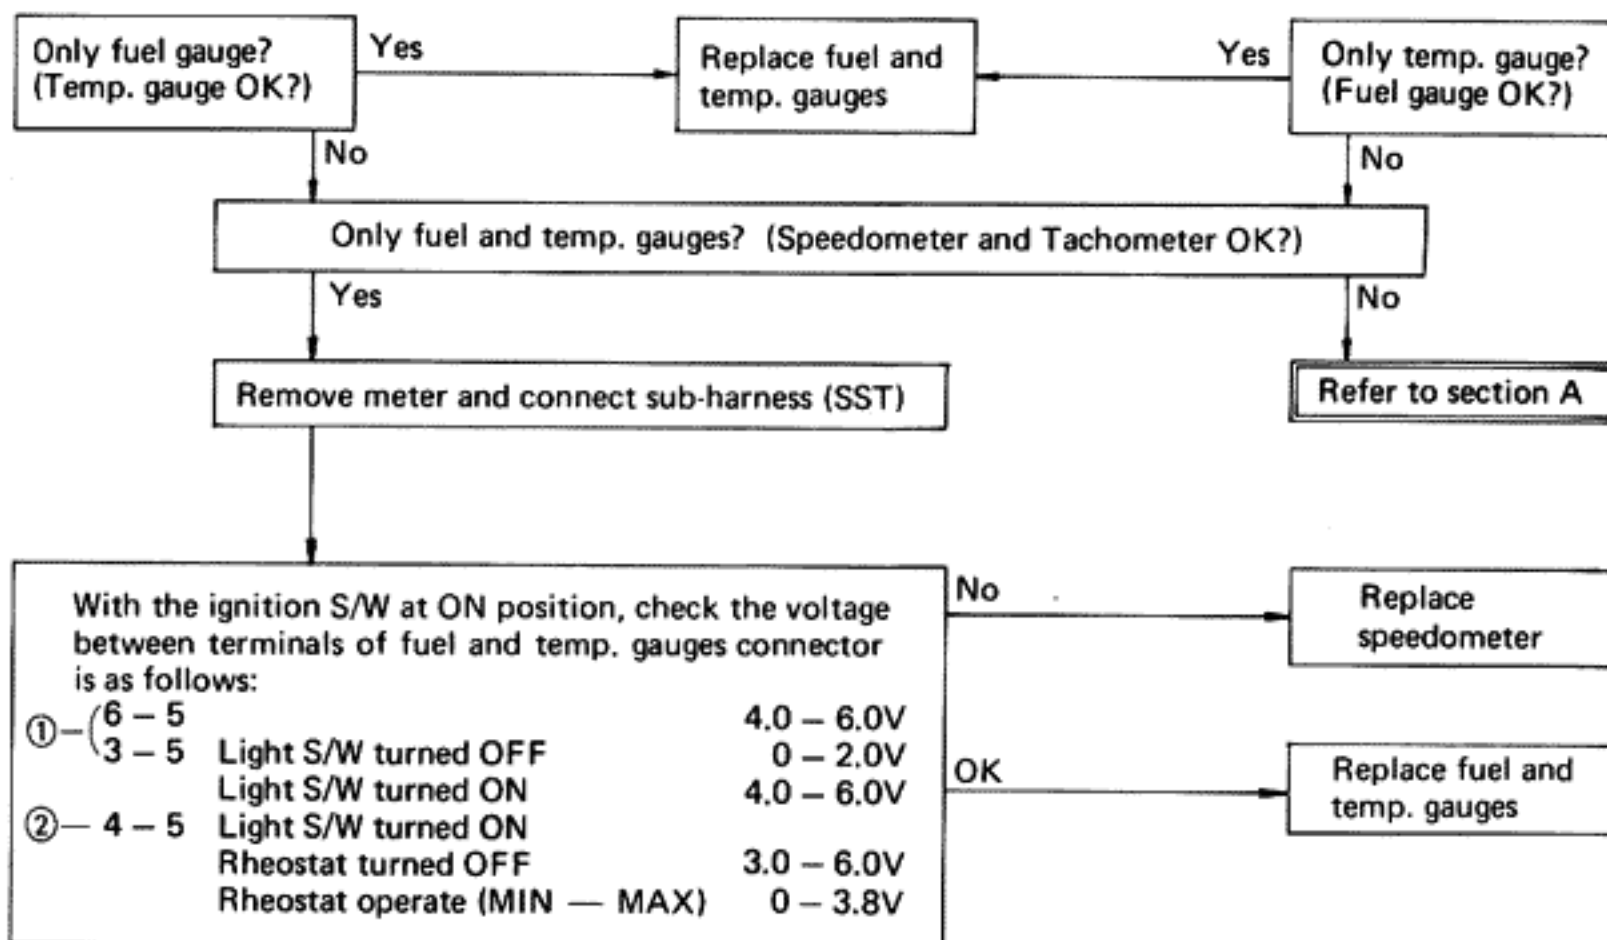 Only fuel gauge?
(Temp. gauge OK?)
Yes
Replace fuel and
temp. gauges
Yes
Only temp. gauge?
(Fuel gauge OK?)
No
No
Only fuel and temp. gauges? (Speedometer and Tachometer OK?)
Yes
No
Remove meter and connect sub-harness (SST)
Refer to section A
With the ignition S/W at ON position, check the voltage
between terminals of fuel and temp. gauges connector
is as follows:
①—(6 – 5 4.0 – 6.0V
3 – 5 Light S/W turned OFF 0 – 2.0V
Light S/W turned ON 4.0 – 6.0V
②— 4 – 5 Light S/W turned ON
Rheostat turned OFF 3.0 – 6.0V
Rheostat operate (MIN — MAX) 0 – 3.8V
No
Replace
speedometer
OK
Replace fuel and
temp. gauges